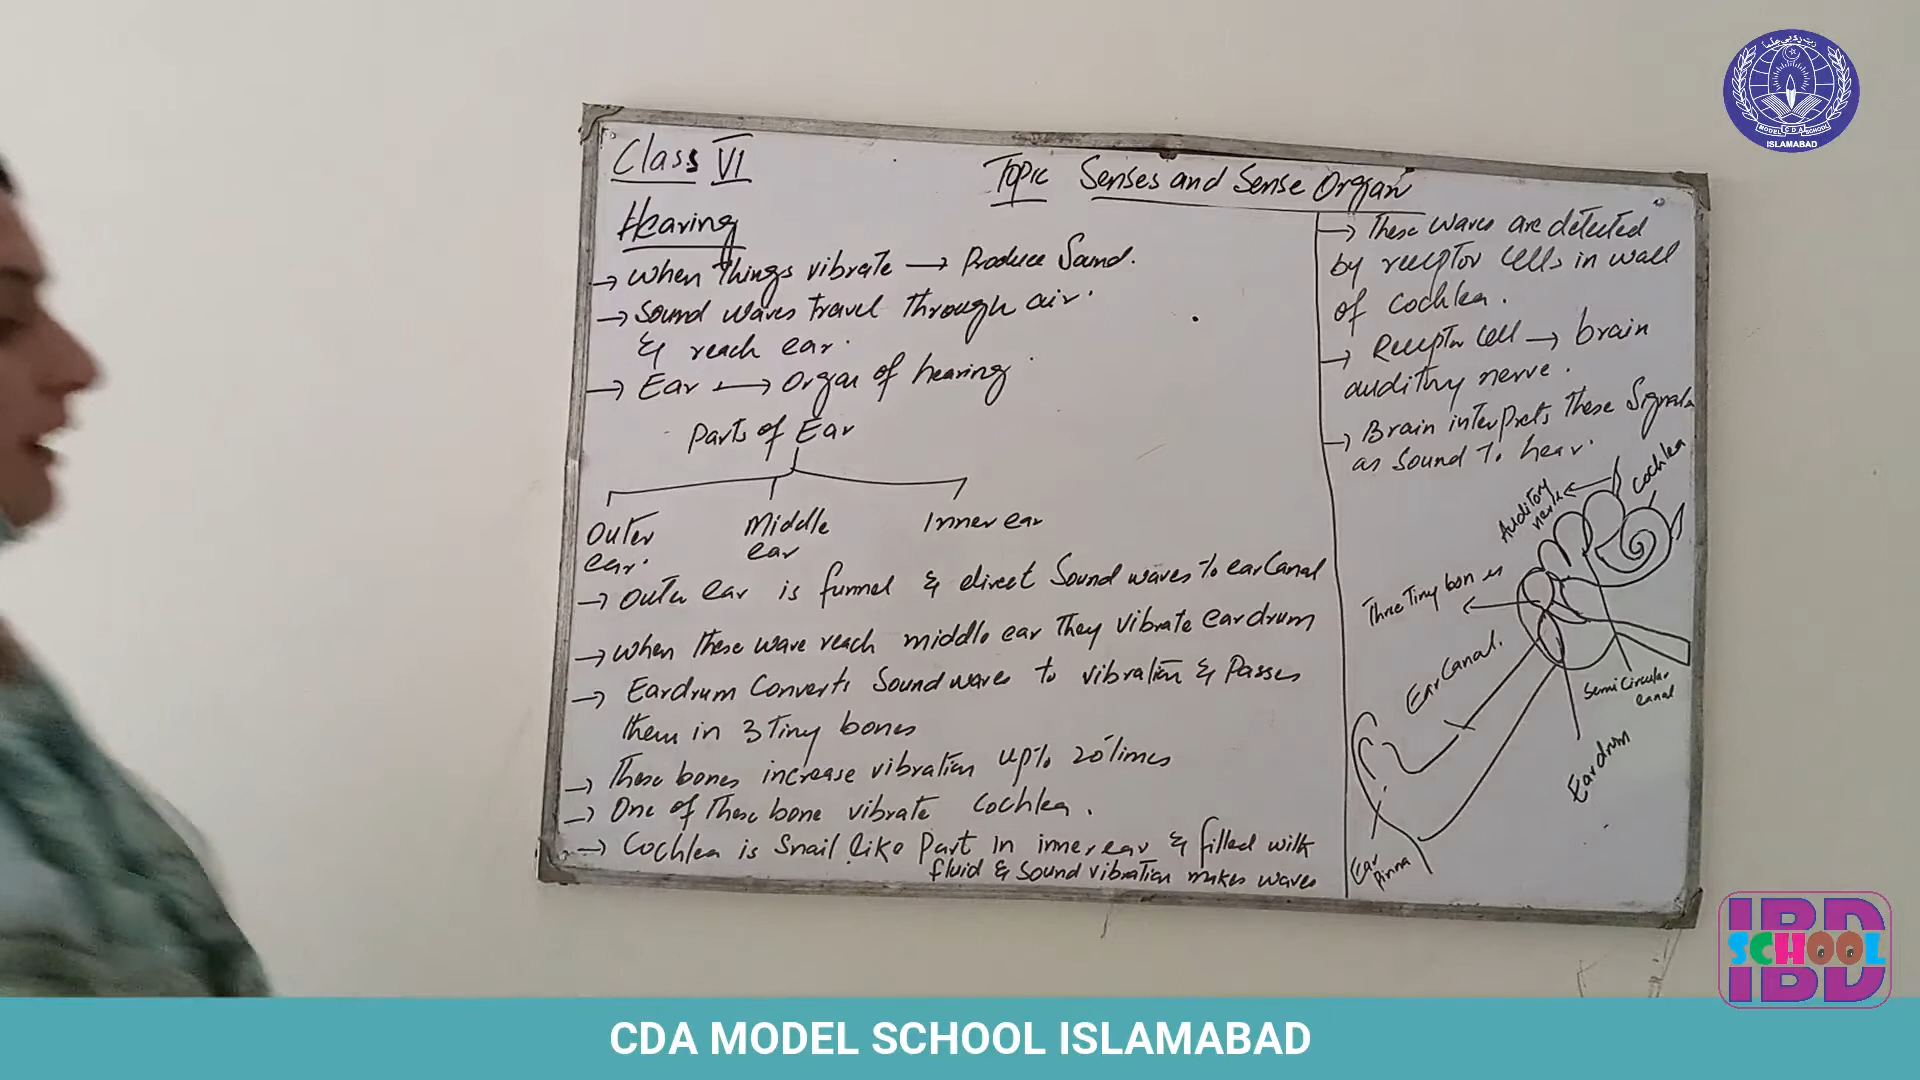 Class VI
Topic Senses and Sense Organ
Hearing
→ When things vibrate → Produce Sound.
→ Sound waves travel through air
& reach ear.
→ Ear → Organ of hearing
Parts of Ear
Outer
ear.
Middle
ear
Inner ear
→ Outer ear is funnel & direct Sound waves to ear Canal
→ When these wave reach middle ear they vibrate eardrum
→ Eardrum Converts Sound waves to vibration & Passes
them in 3 Tiny bones
→ These bones increase vibration upto 20 times
→ One of these bone vibrate Cochlea.
→ Cochlea is Snail like Part in inner ear & filled with
fluid & sound vibration makes waves
→ These waves are detected
by receptor cells in wall
of cochlea.
→ Receptor Cell → brain
audithy nerve.
→ Brain interprets these Signals
as Sound to hear.
Cochlea
Auditory
nerve
Three Tiny bones
Ear Canal.
Semi Circular
canal
Eardrum
Ear
Pinna
MODEL CDA SCHOOL
ISLAMABAD
IBD
SCHOOL
IBD
CDA MODEL SCHOOL ISLAMABAD